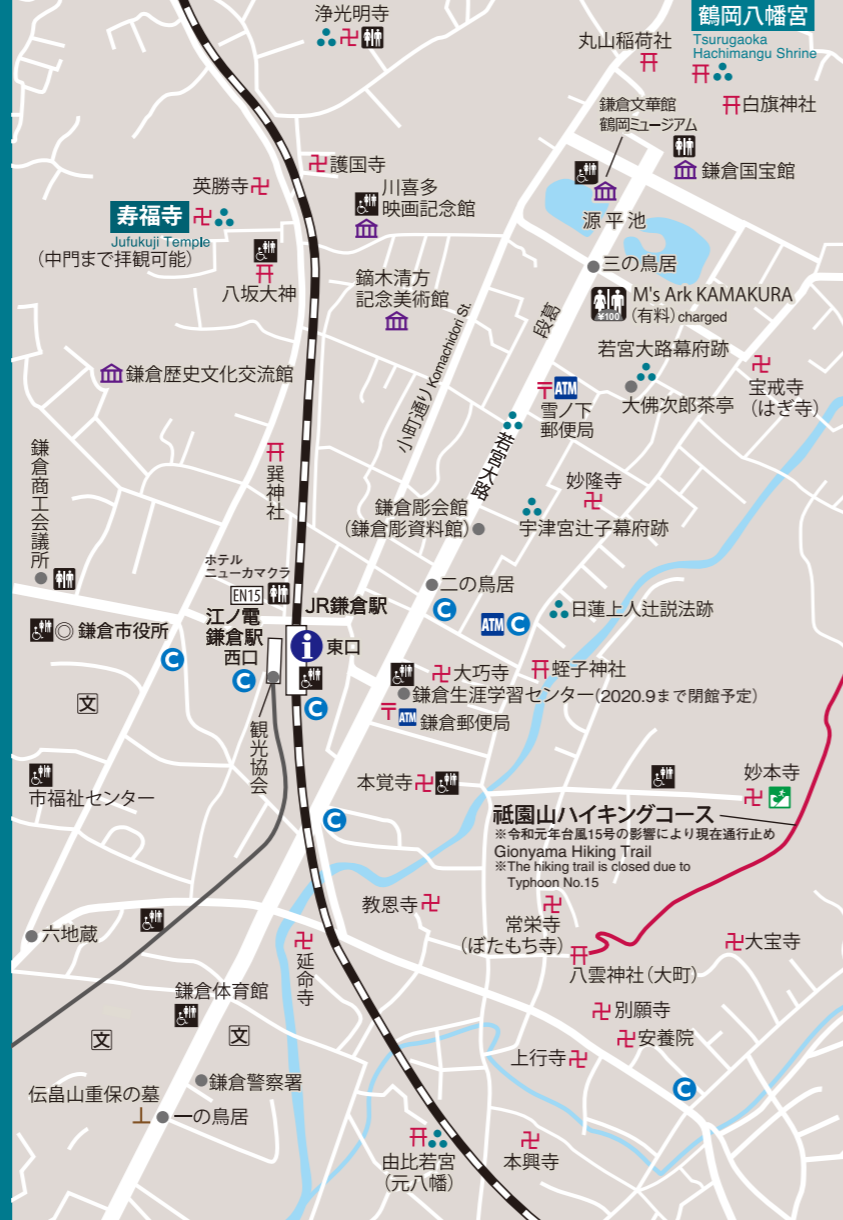 浄光明寺
鶴岡八幡宮
Tsurugaoka
Hachimangu Shrine
丸山稲荷社
白旗神社
鎌倉文華館
鶴岡ミュージアム
鎌倉国宝館
護国寺
英勝寺
川喜多
映画記念館
寿福寺
Jufukuji Temple
(中門まで拝観可能)
八坂大神
源平池
三の鳥居
鏑木清方
記念美術館
M's Ark KAMAKURA
¥100
(有料) charged
段葛
小町通り Komachidori St.
若宮大路幕府跡
大佛次郎茶亭
宝戒寺
(はぎ寺)
鎌倉歴史文化交流館
〒 ATM
雪ノ下
郵便局
若宮大路
巽神社
鎌倉商工会議所
妙隆寺
鎌倉彫会館
(鎌倉彫資料館)
宇津宮辻子幕府跡
ホテル
ニューカマクラ
EN15
二の鳥居
C
ATM C
日蓮上人辻説法跡
JR鎌倉駅
江ノ電
鎌倉駅
西口
i 東口
◎ 鎌倉市役所
C
C
C
大巧寺
蛭子神社
鎌倉生涯学習センター(2020.9まで閉館予定)
〒 ATM 鎌倉郵便局
文
観光協会
市福祉センター
本覚寺
妙本寺
C
祇園山ハイキングコース
※令和元年台風15号の影響により現在通行止め
Gionyama Hiking Trail
※The hiking trail is closed due to
Typhoon No.15
教恩寺
常栄寺
(ぼたもち寺)
六地蔵
延命寺
大宝寺
八雲神社(大町)
鎌倉体育館
別願寺
文
文
安養院
上行寺
C
鎌倉警察署
伝畠山重保の墓
一の鳥居
由比若宮
(元八幡)
本興寺